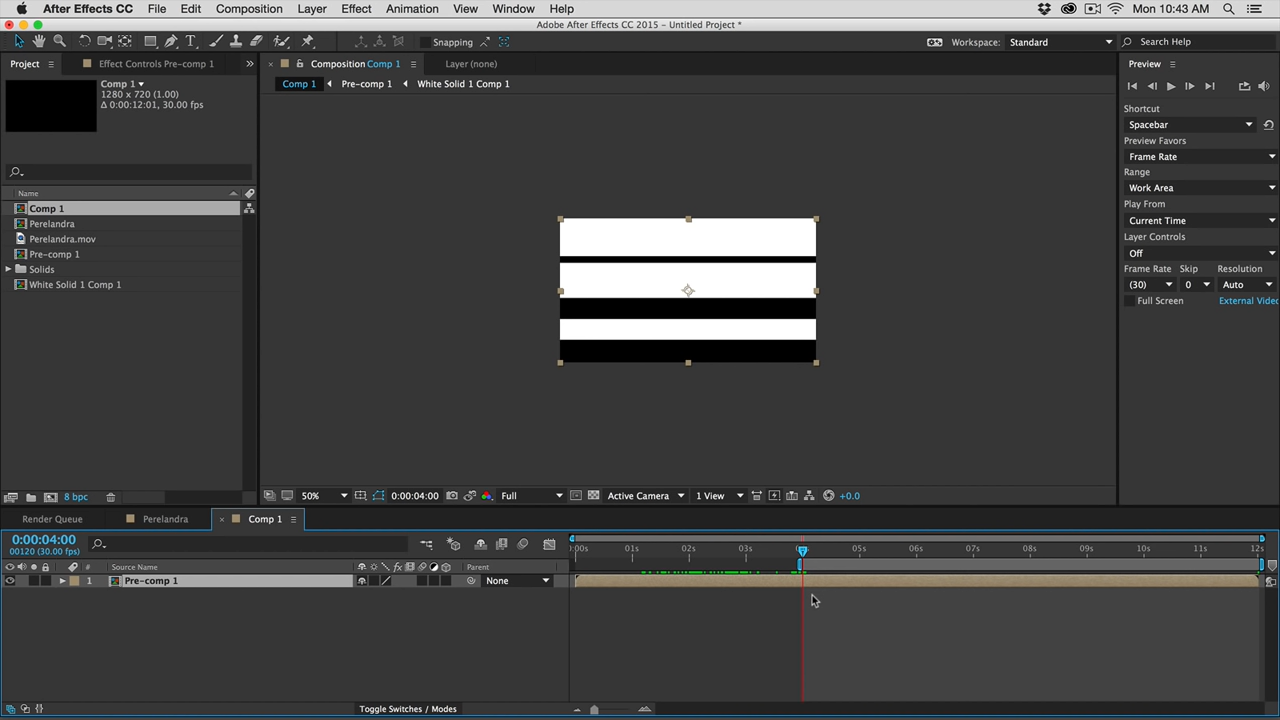 After Effects CC File Edit Composition Layer Effect Animation View Window Help Mon 10:43 AM
Adobe After Effects CC 2015 - Untitled Project *
Snapping Workspace: Standard Search Help
Project Effect Controls Pre-comp 1 Composition Comp 1 Layer (none) Preview
Comp 1
1280 x 720 (1.00)
Δ 0:00:12:01, 30.00 fps
Comp 1 Pre-comp 1 White Solid 1 Comp 1
Shortcut
Spacebar
Preview Favors
Frame Rate
Range
Work Area
Play From
Current Time
Layer Controls
Off
Frame Rate Skip Resolution
(30) 0 Auto
Full Screen External Video
Name
Comp 1
Perelandra
Perelandra.mov
Pre-comp 1
Solids
White Solid 1 Comp 1
8 bpc
50% 0:00:04:00 Full Active Camera 1 View +0.0
Render Queue Perelandra Comp 1
0:00:04:00
00120 (30.00 fps)
:00s 01s 02s 03s 05s 06s 07s 08s 09s 10s 11s 12s
# Source Name Parent
1 Pre-comp 1 None
Toggle Switches / Modes